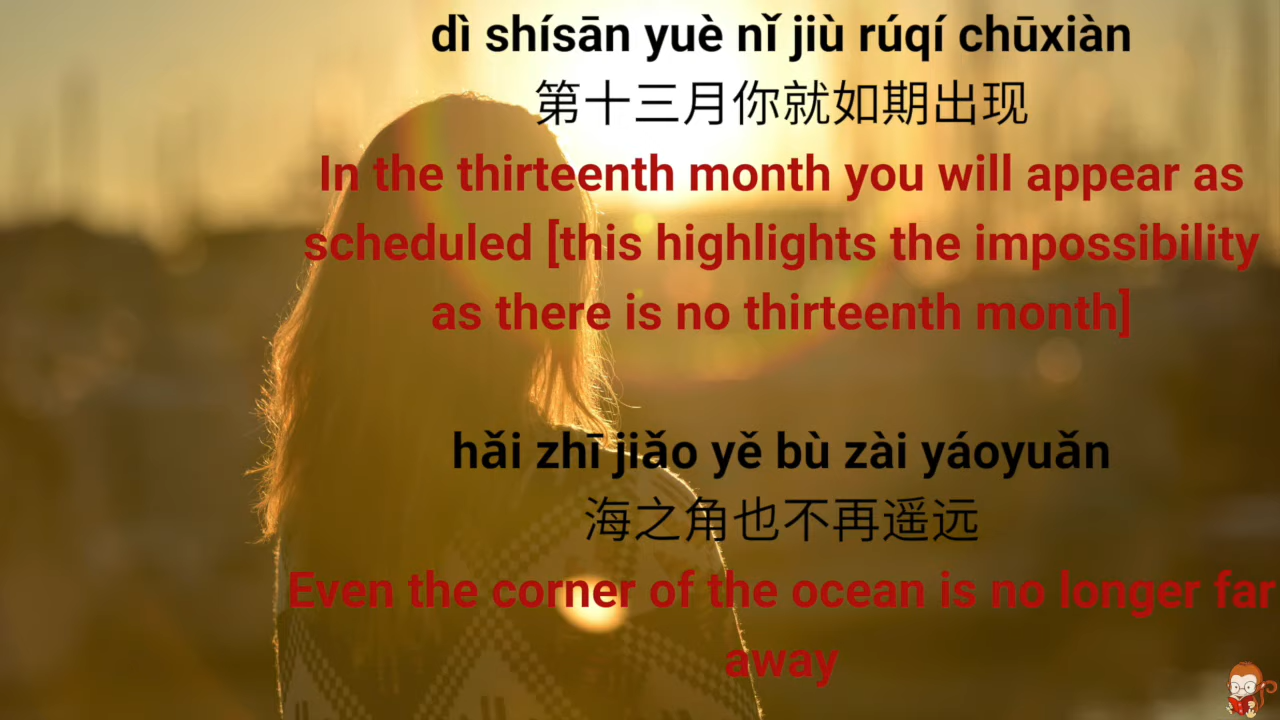 dì shísān yuè nǐ jiù rúqí chūxiàn
第十三月你就如期出现
In the thirteenth month you will appear as
scheduled [this highlights the impossibility
as there is no thirteenth month]
hǎi zhī jiǎo yě bù zài yáoyuǎn
海之角也不再遥远
Even the corner of the ocean is no longer far
away